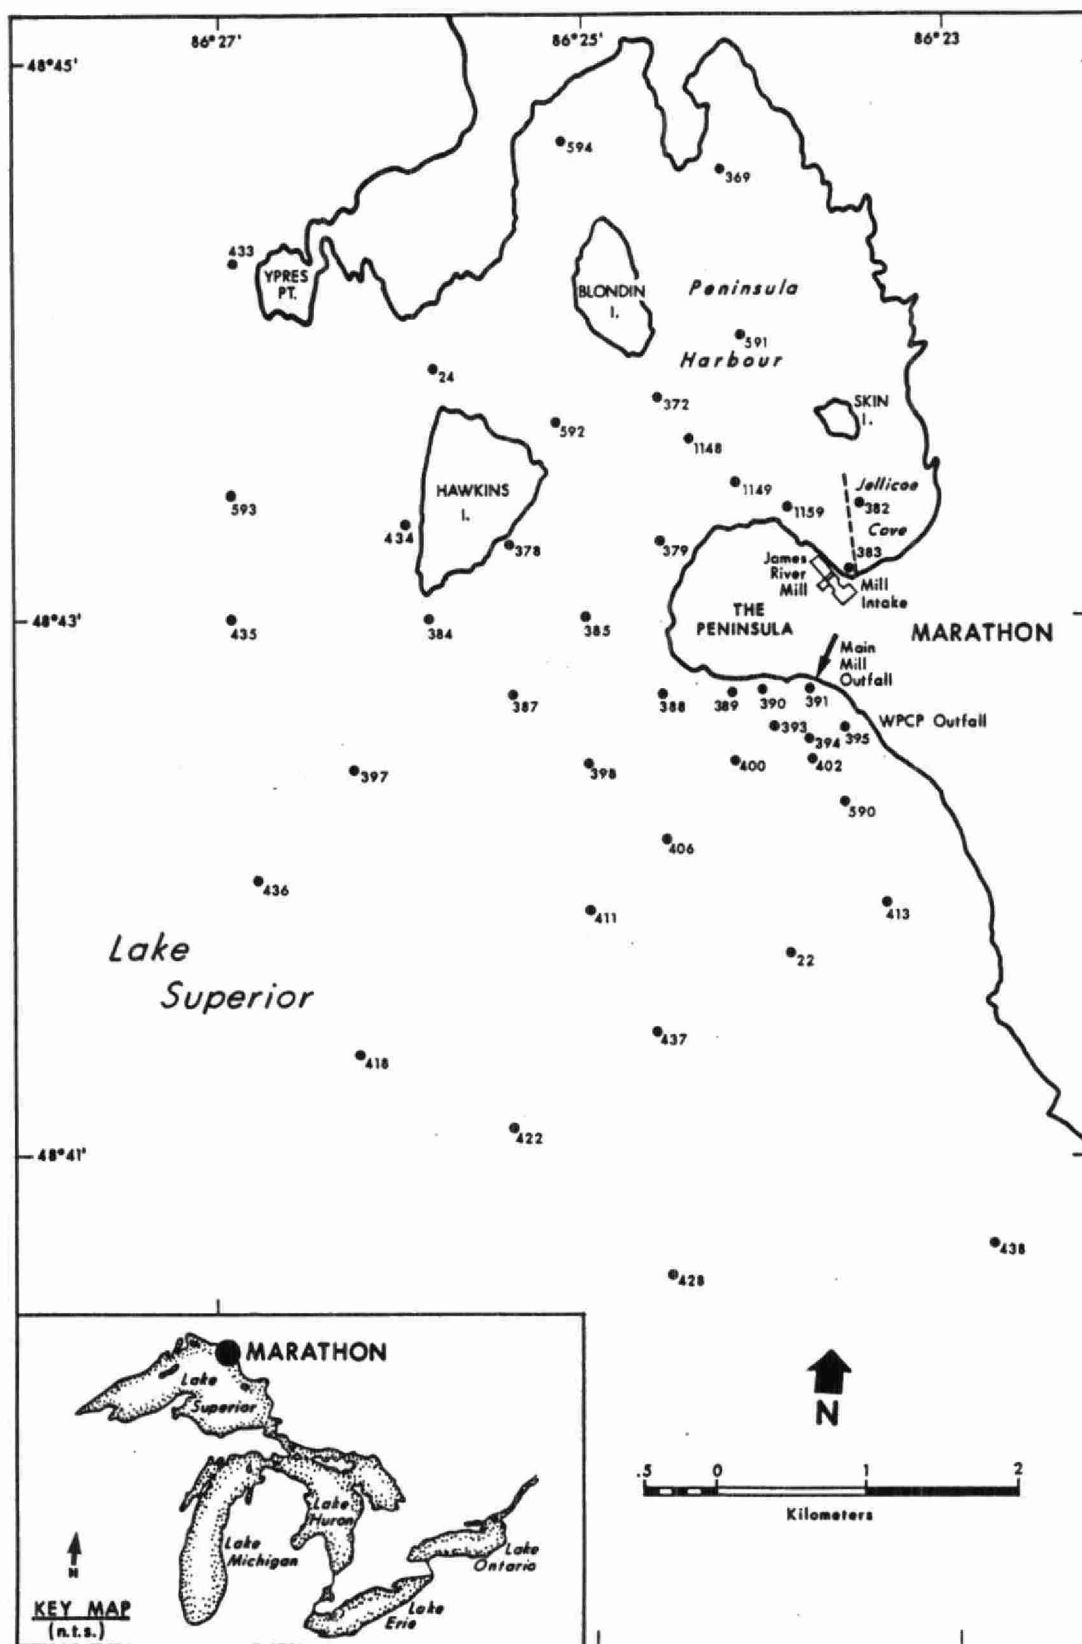 86°27'
86°25'
86°23
48°45'
594
369
433
YPRES
PT.
BLONDIN
I.
Peninsula
Harbour
591
24
372
592
1148
SKIN
I.
HAWKINS
I.
1149
1159
Jellicoe
Cove
382
593
434
378
379
383
James
River
Mill
Mill
Intake
THE
PENINSULA
MARATHON
48°43'
435
384
385
Main
Mill
Outfall
387
388
389
390
391
393
394
395
WPCP Outfall
397
398
400
402
590
406
436
411
413
22
Lake
Superior
437
418
422
48°41'
438
428
MARATHON
Lake
Superior
Lake
Huron
Lake
Michigan
Lake
Ontario
Lake
Erie
N
KEY MAP
(n.t.s.)
N
.5 0 1 2
Kilometers